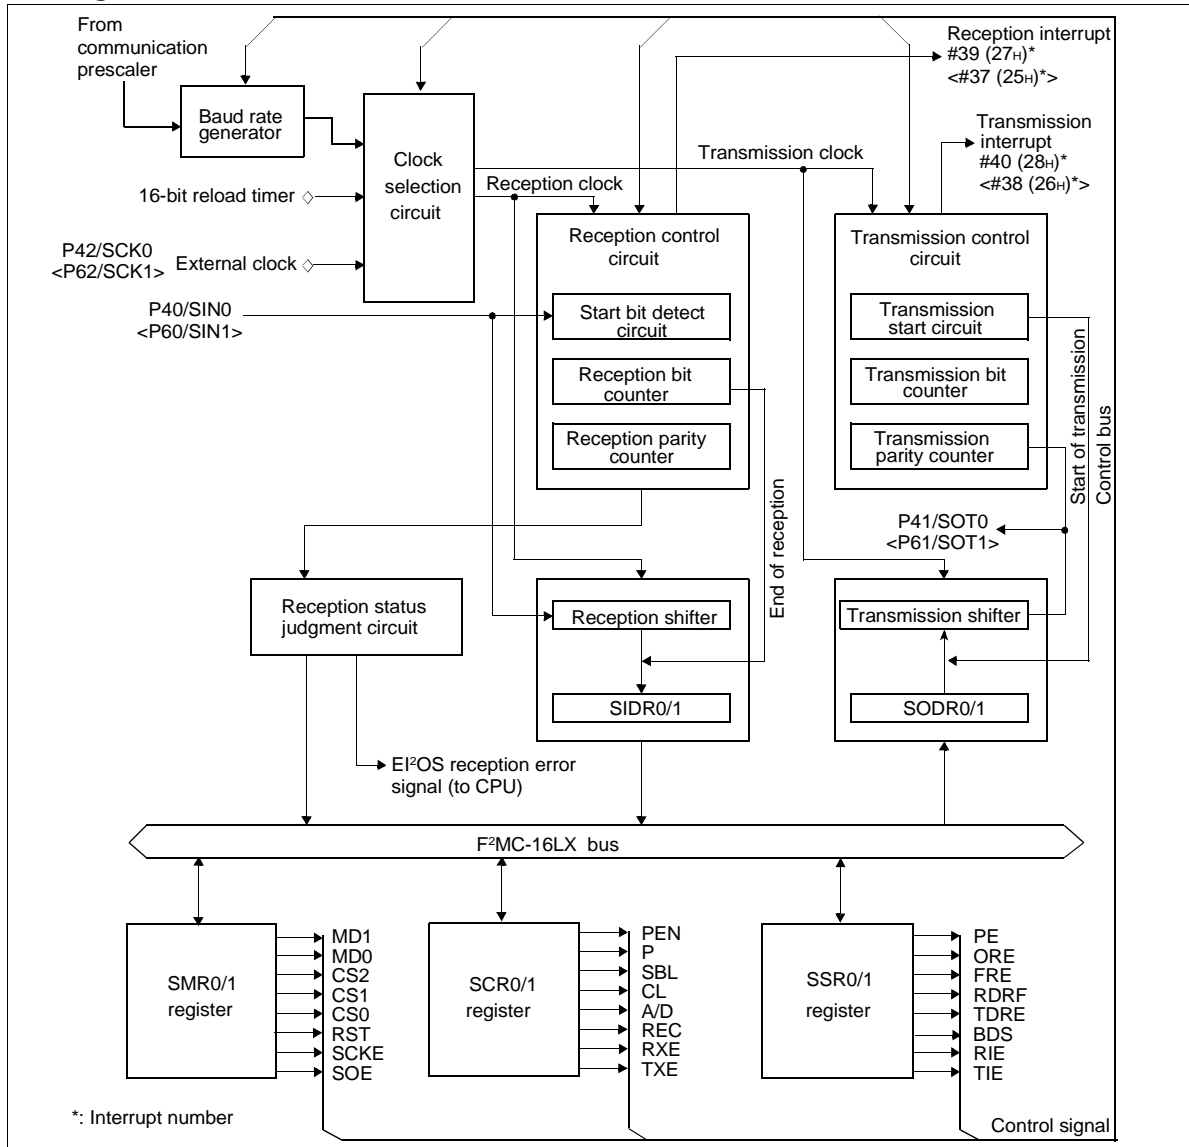 From
communication
prescaler
Baud rate
generator
Clock
selection
circuit
16-bit reload timer
P42/SCK0
<P62/SCK1>
External clock
P40/SIN0
<P60/SIN1>
Reception clock
Transmission clock
Reception interrupt
#39 (27H)*
<#37 (25H)*>
Transmission
interrupt
#40 (28H)*
<#38 (26H)*>
Reception control
circuit
Start bit detect
circuit
Reception bit
counter
Reception parity
counter
Transmission control
circuit
Transmission
start circuit
Transmission bit
counter
Transmission
parity counter
Start of transmission
Control bus
End of reception
P41/SOT0
<P61/SOT1>
Reception status
judgment circuit
Reception shifter
SIDR0/1
Transmission shifter
SODR0/1
EI²OS reception error
signal (to CPU)
F²MC-16LX bus
SMR0/1
register
MD1
MD0
CS2
CS1
CS0
RST
SCKE
SOE
SCR0/1
register
PEN
P
SBL
CL
A/D
REC
RXE
TXE
SSR0/1
register
PE
ORE
FRE
RDRF
TDRE
BDS
RIE
TIE
*: Interrupt number
Control signal